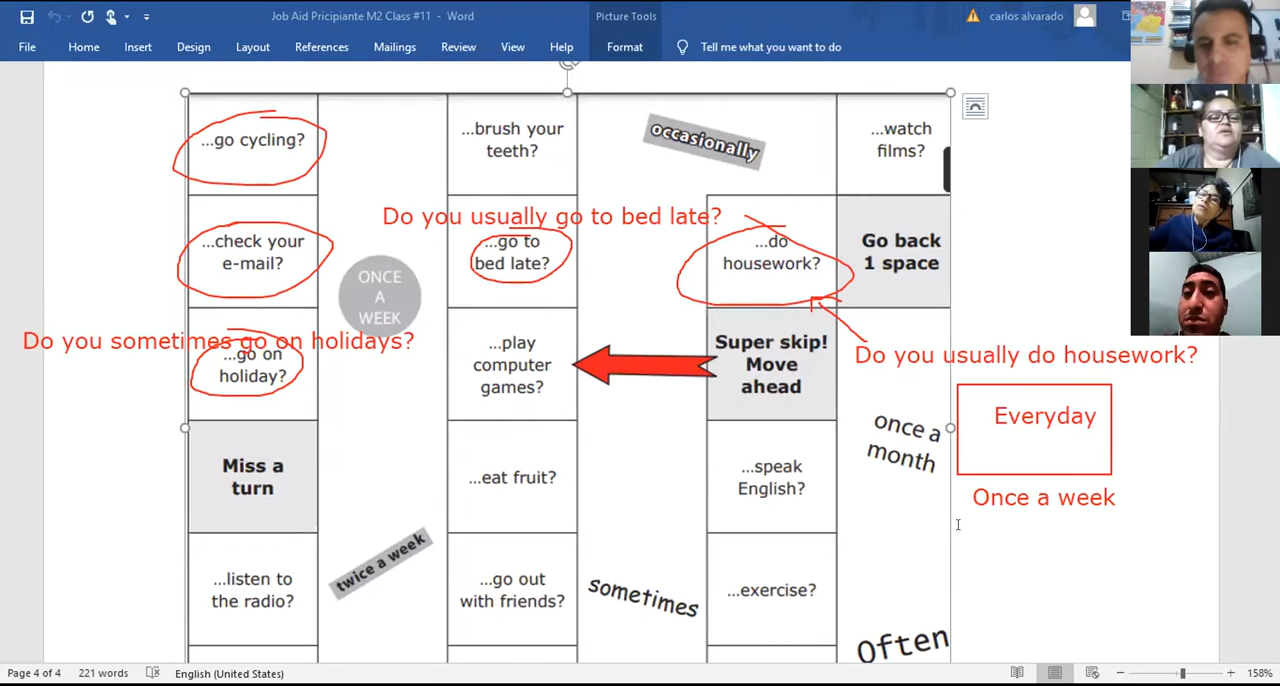 Job Aid Pricipiante M2 Class #11 - Word
Picture Tools
carlos alvarado
File Home Insert Design Layout References Mailings Review View Help Format Tell me what you want to do
...go cycling?
...brush your
teeth?
occasionally
...watch
films?
Do you usually go to bed late?
...check your
e-mail?
ONCE
A
WEEK
...go to
bed late?
...do
housework?
Go back
1 space
Do you sometimes go on holidays?
...go on
holiday?
...play
computer
games?
Super skip!
Move
ahead
Do you usually do housework?
once a
month
Everyday
Once a week
Miss a
turn
...eat fruit?
...speak
English?
twice a week
...listen to
the radio?
...go out
with friends?
sometimes
...exercise?
Often
Page 4 of 4 221 words English (United States) 158%